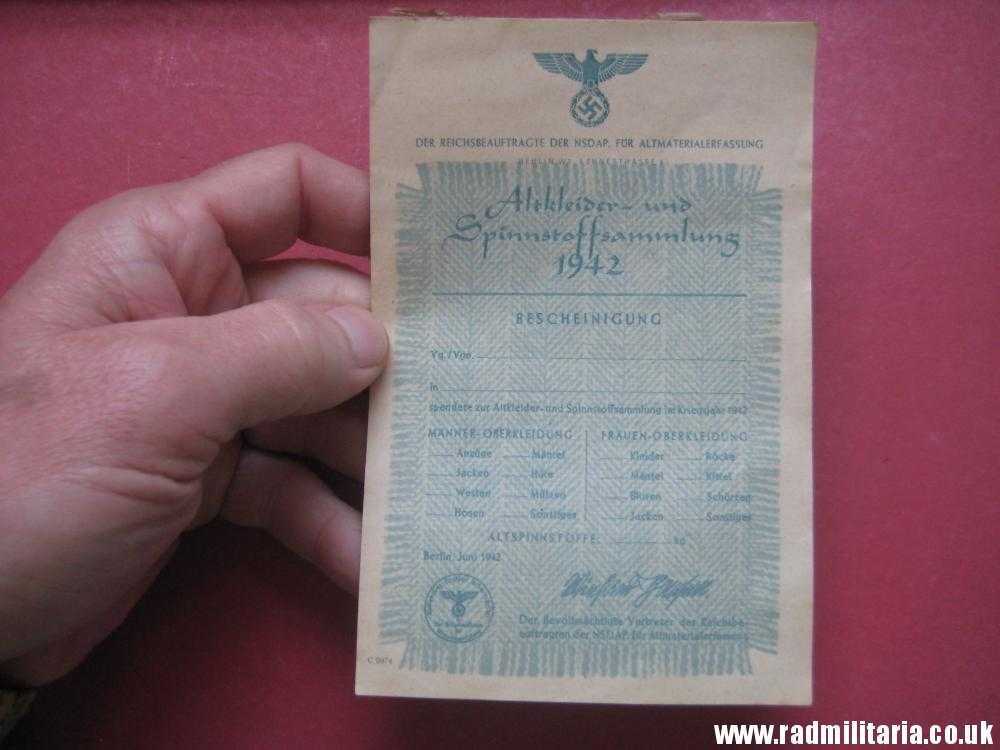 DER REICHSBEAUFTRAGTE DER NSDAP. FÜR ALTMATERIALERFASSUNG
BERLIN W
Altkleider- und
Spinnstoffsammlung
1942
BESCHEINIGUNG
Vg./Vgn.
in
spendete zur Altkleider- und Spinnstoffsammlung im Kriegsjahr 1942
MÄNNER-OBERKLEIDUNG FRAUEN-OBERKLEIDUNG
Anzüge Mäntel Kleider Röcke
Jacken Hüte Mäntel Kittel
Westen Mützen Blusen Schürzen
Hosen Sonstiges Jacken Sonstiges
ALTSPINNSTOFFE: kg
Berlin, Juni 1942
Der Bevollmächtigte Vertreter des Reichsbe-
auftragten der NSDAP. für Altmaterialerfassung
www.radmilitaria.co.uk